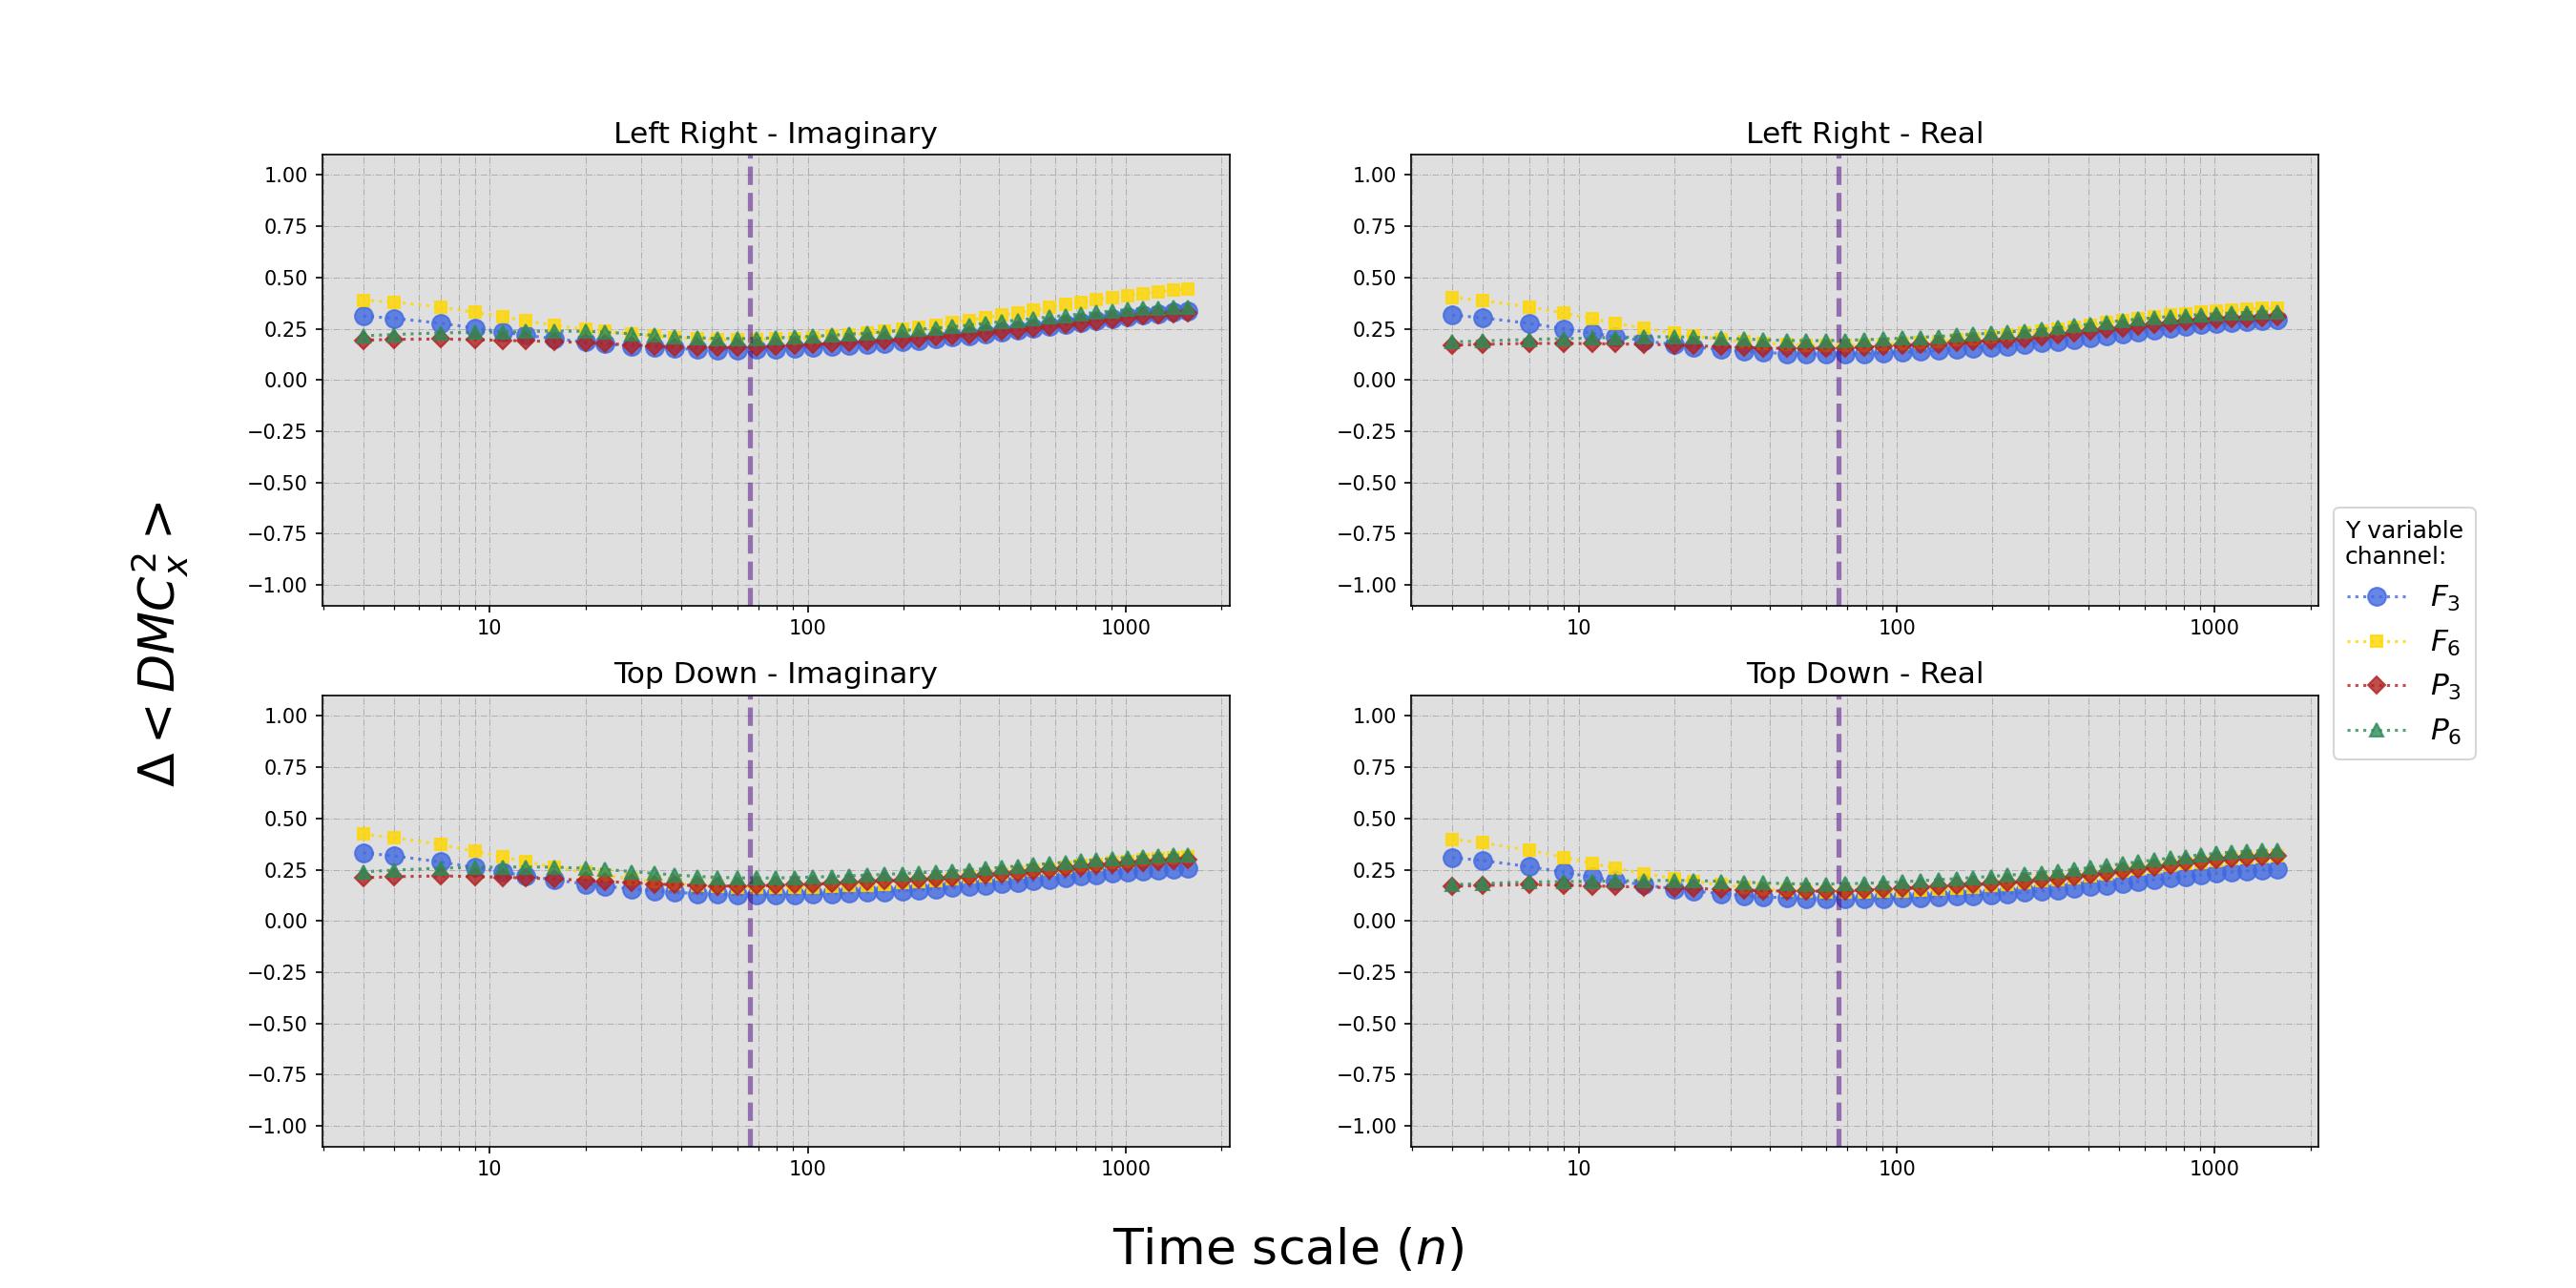 Left Right - Imaginary
1.00
0.75
0.50
0.25
0.00
−0.25
−0.50
−0.75
−1.00
10 100 1000
Left Right - Real
1.00
0.75
0.50
0.25
0.00
−0.25
−0.50
−0.75
−1.00
10 100 1000
Top Down - Imaginary
1.00
0.75
0.50
0.25
0.00
−0.25
−0.50
−0.75
−1.00
10 100 1000
Top Down - Real
1.00
0.75
0.50
0.25
0.00
−0.25
−0.50
−0.75
−1.00
10 100 1000
Y variable
channel:
F₃
F₆
P₃
P₆
Δ < DMC²ₓ >
Time scale (n)